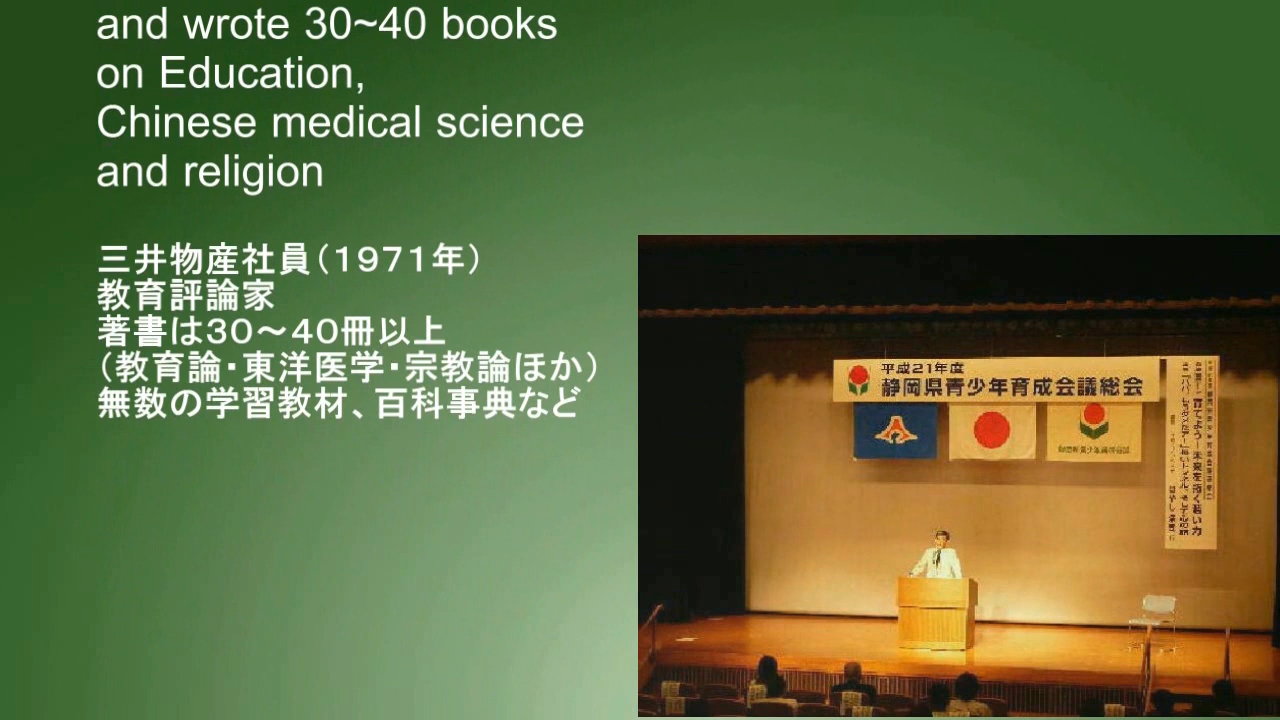 and wrote 30~40 books
on Education,
Chinese medical science
and religion
三井物産社員（１９７１年）
教育評論家
著書は３０～４０冊以上
（教育論・東洋医学・宗教論ほか）
無数の学習教材、百科事典など
平成21年度
静岡県青少年育成会議総会